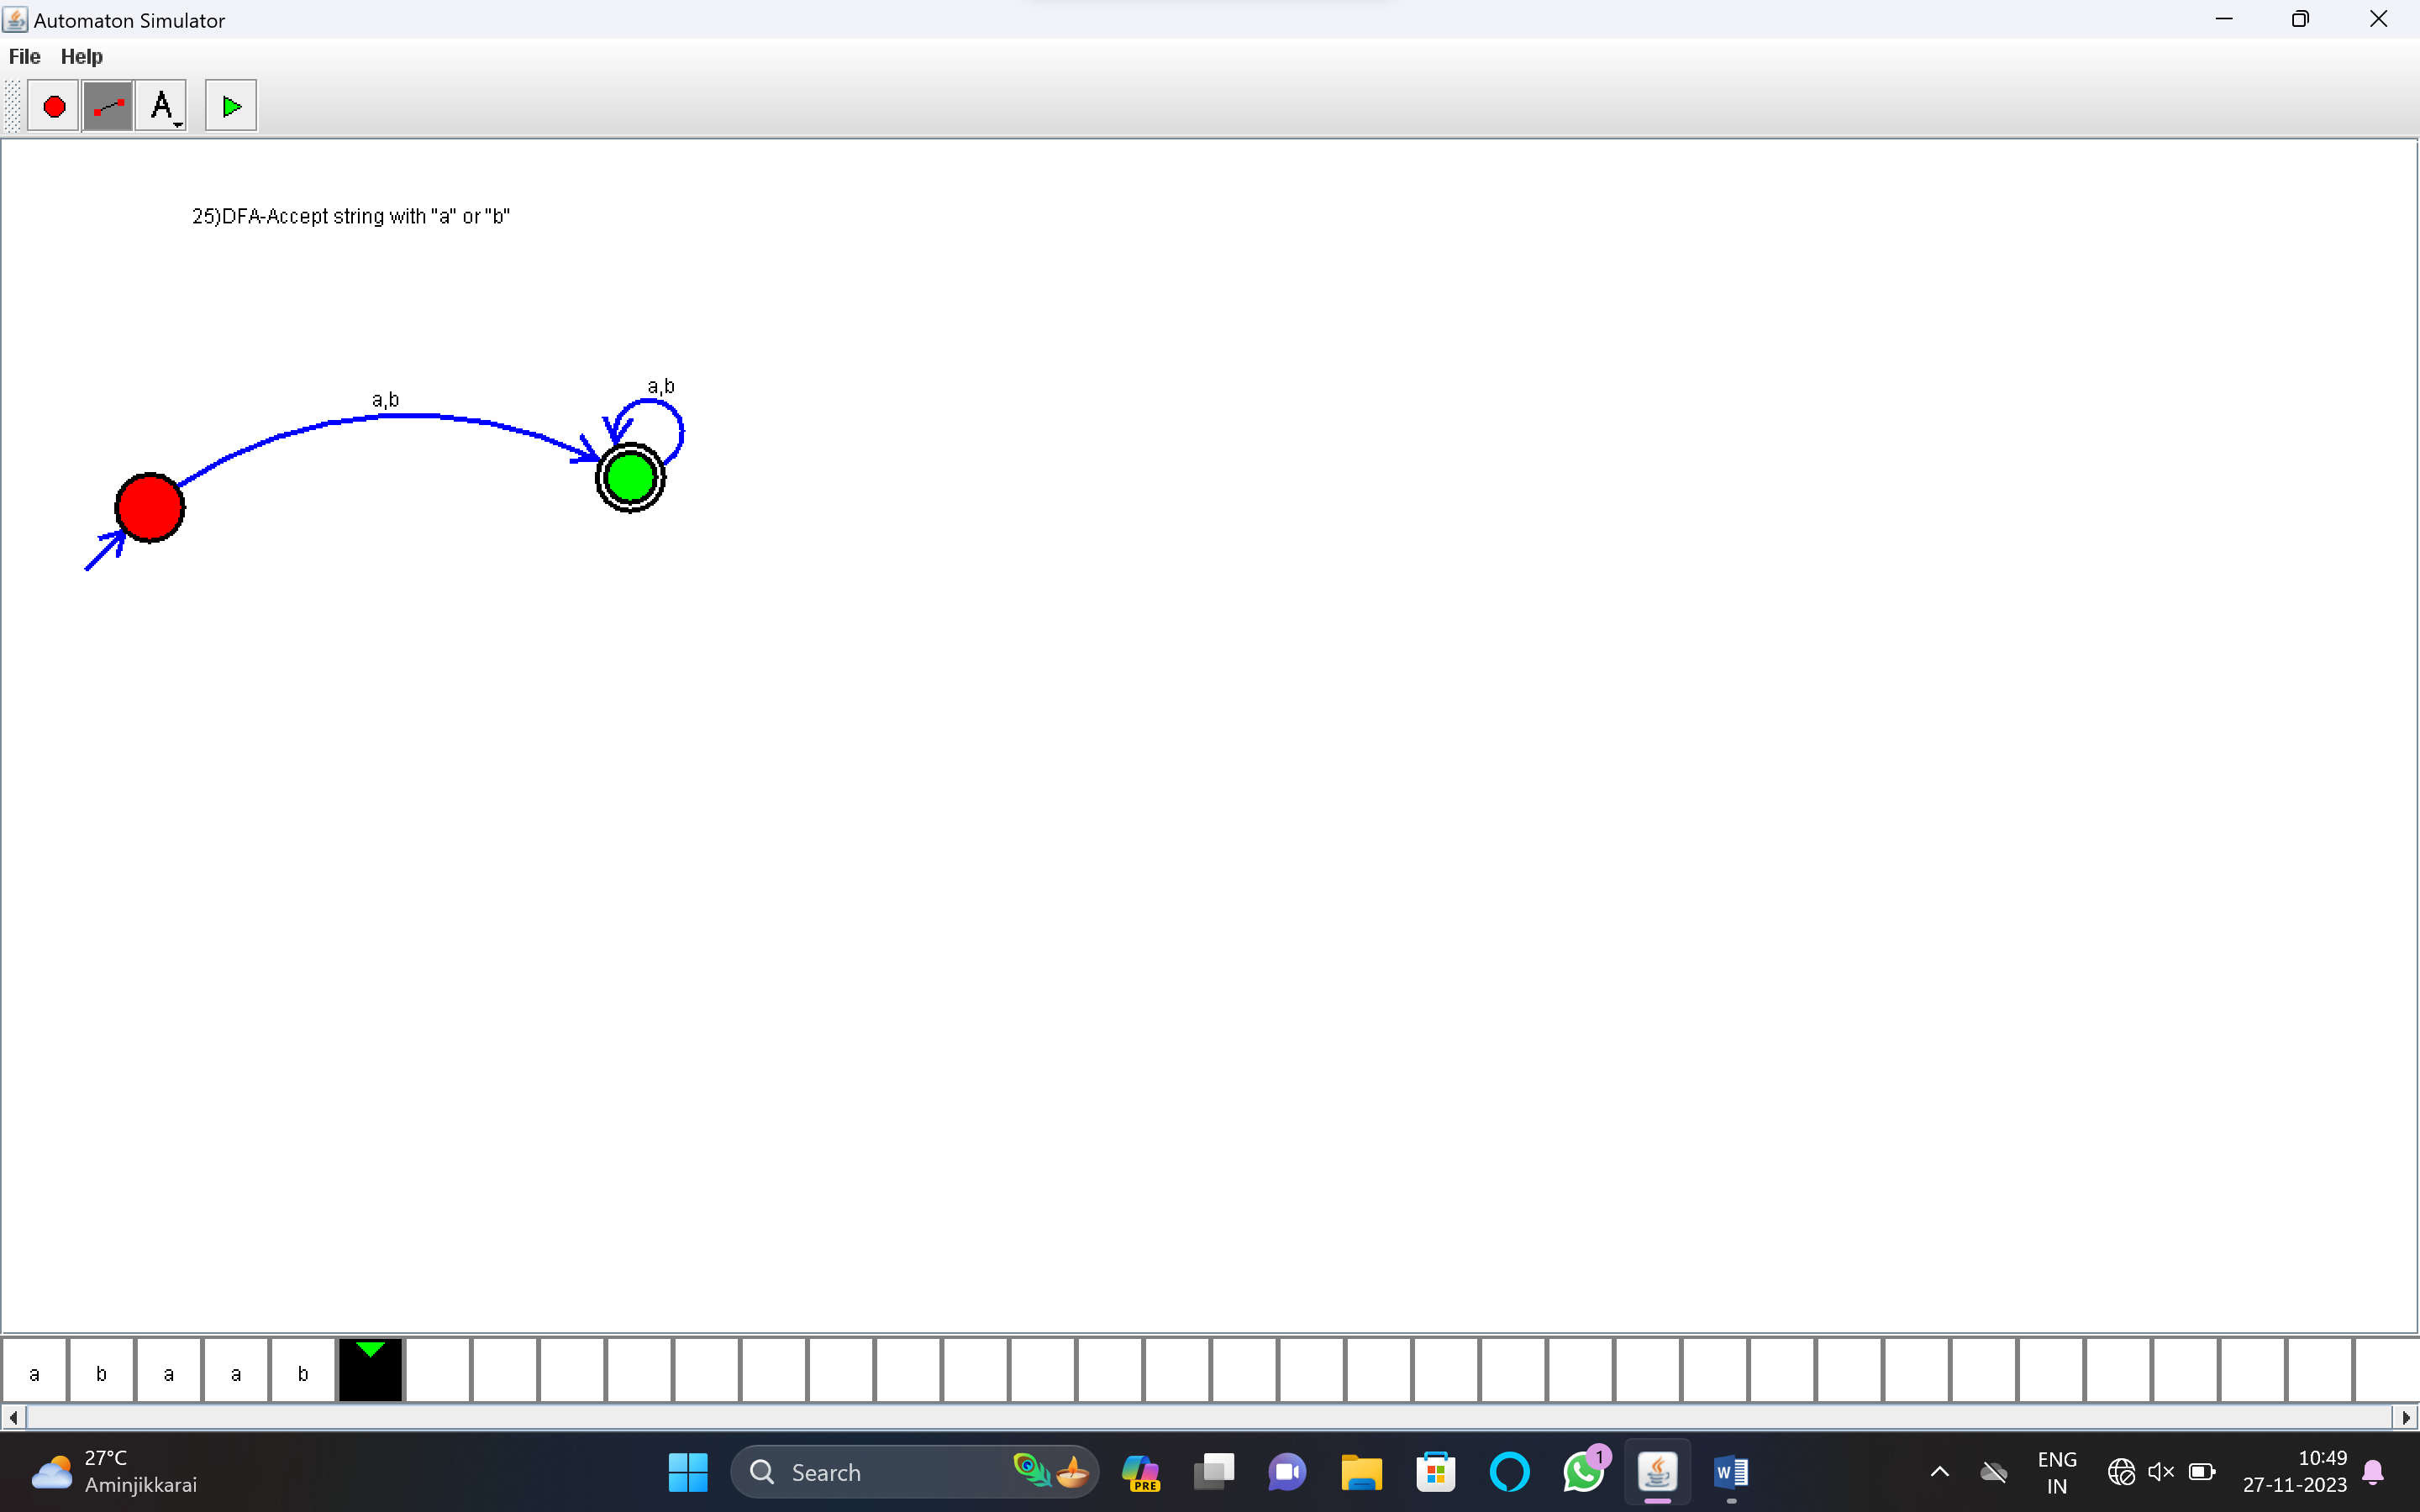 Automaton Simulator
File Help
A
25)DFA-Accept string with "a" or "b"
a,b
a,b
a b a a b
27°C
Aminjikkarai
Search
PRE
1
W
ENG
IN
10:49
27-11-2023